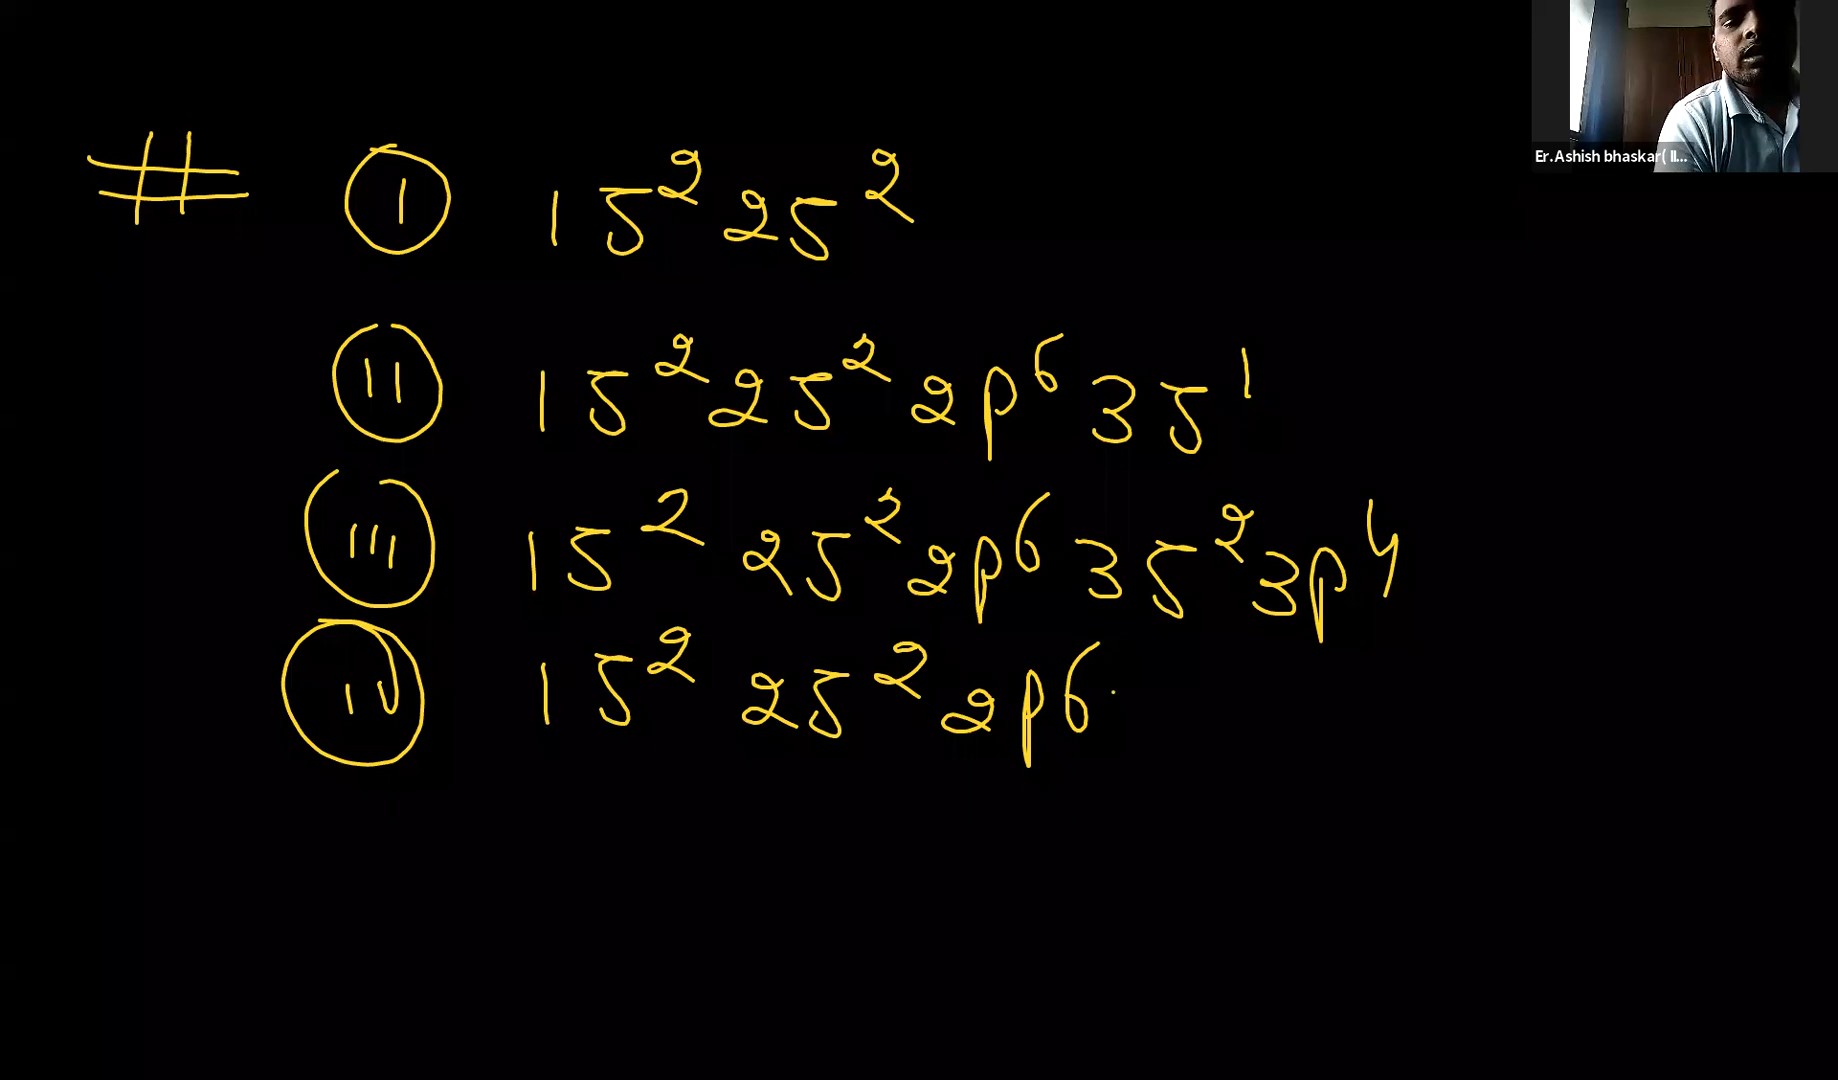 Er.Ashish bhaskar( II...
# (I) 1s² 2s²
(II) 1s² 2s² 2p⁶ 3s¹
(III) 1s² 2s² 2p⁶ 3s² 3p⁴
(IV) 1s² 2s² 2p⁶